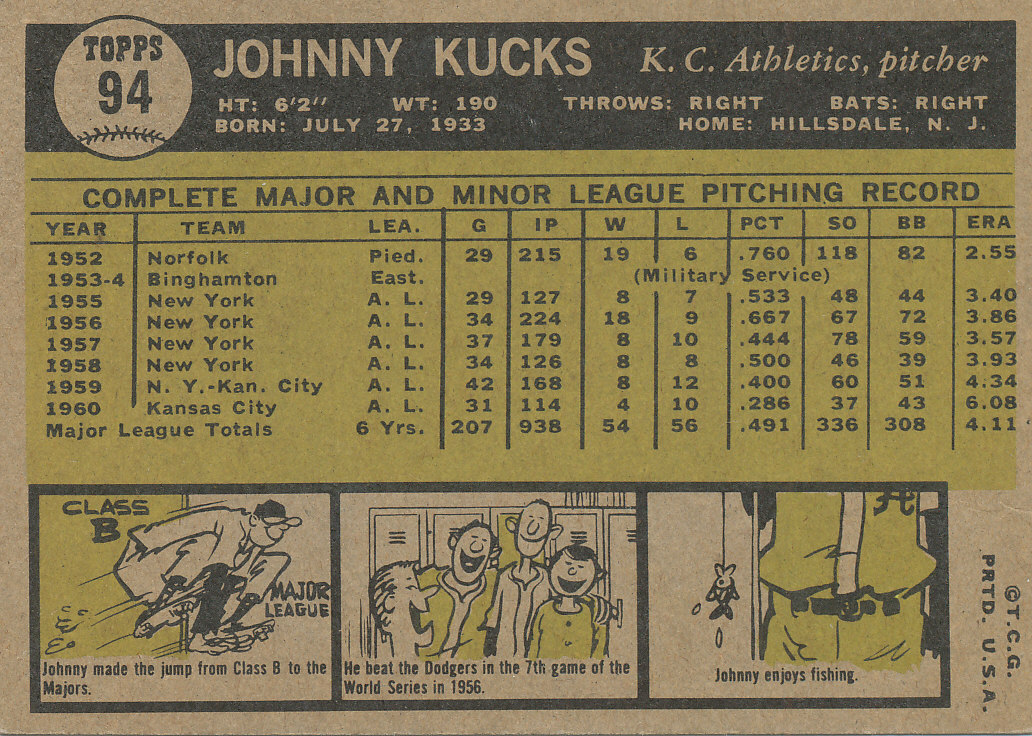 TOPPS
94
JOHNNY KUCKS K. C. Athletics, pitcher
HT: 6'2" WT: 190 THROWS: RIGHT BATS: RIGHT
BORN: JULY 27, 1933 HOME: HILLSDALE, N. J.
COMPLETE MAJOR AND MINOR LEAGUE PITCHING RECORD
YEAR TEAM LEA. G IP W L PCT SO BB ERA
1952 Norfolk Pied. 29 215 19 6 .760 118 82 2.55
1953-4 Binghamton East. (Military Service)
1955 New York A. L. 29 127 8 7 .533 48 44 3.40
1956 New York A. L. 34 224 18 9 .667 67 72 3.86
1957 New York A. L. 37 179 8 10 .444 78 59 3.57
1958 New York A. L. 34 126 8 8 .500 46 39 3.93
1959 N. Y.-Kan. City A. L. 42 168 8 12 .400 60 51 4.34
1960 Kansas City A. L. 31 114 4 10 .286 37 43 6.08
Major League Totals 6 Yrs. 207 938 54 56 .491 336 308 4.11
CLASS
B
MAJOR
LEAGUE
Johnny made the jump from Class B to the
Majors.
He beat the Dodgers in the 7th game of the
World Series in 1956.
A
Johnny enjoys fishing.
©T.C.G.
PRTD. U.S.A.